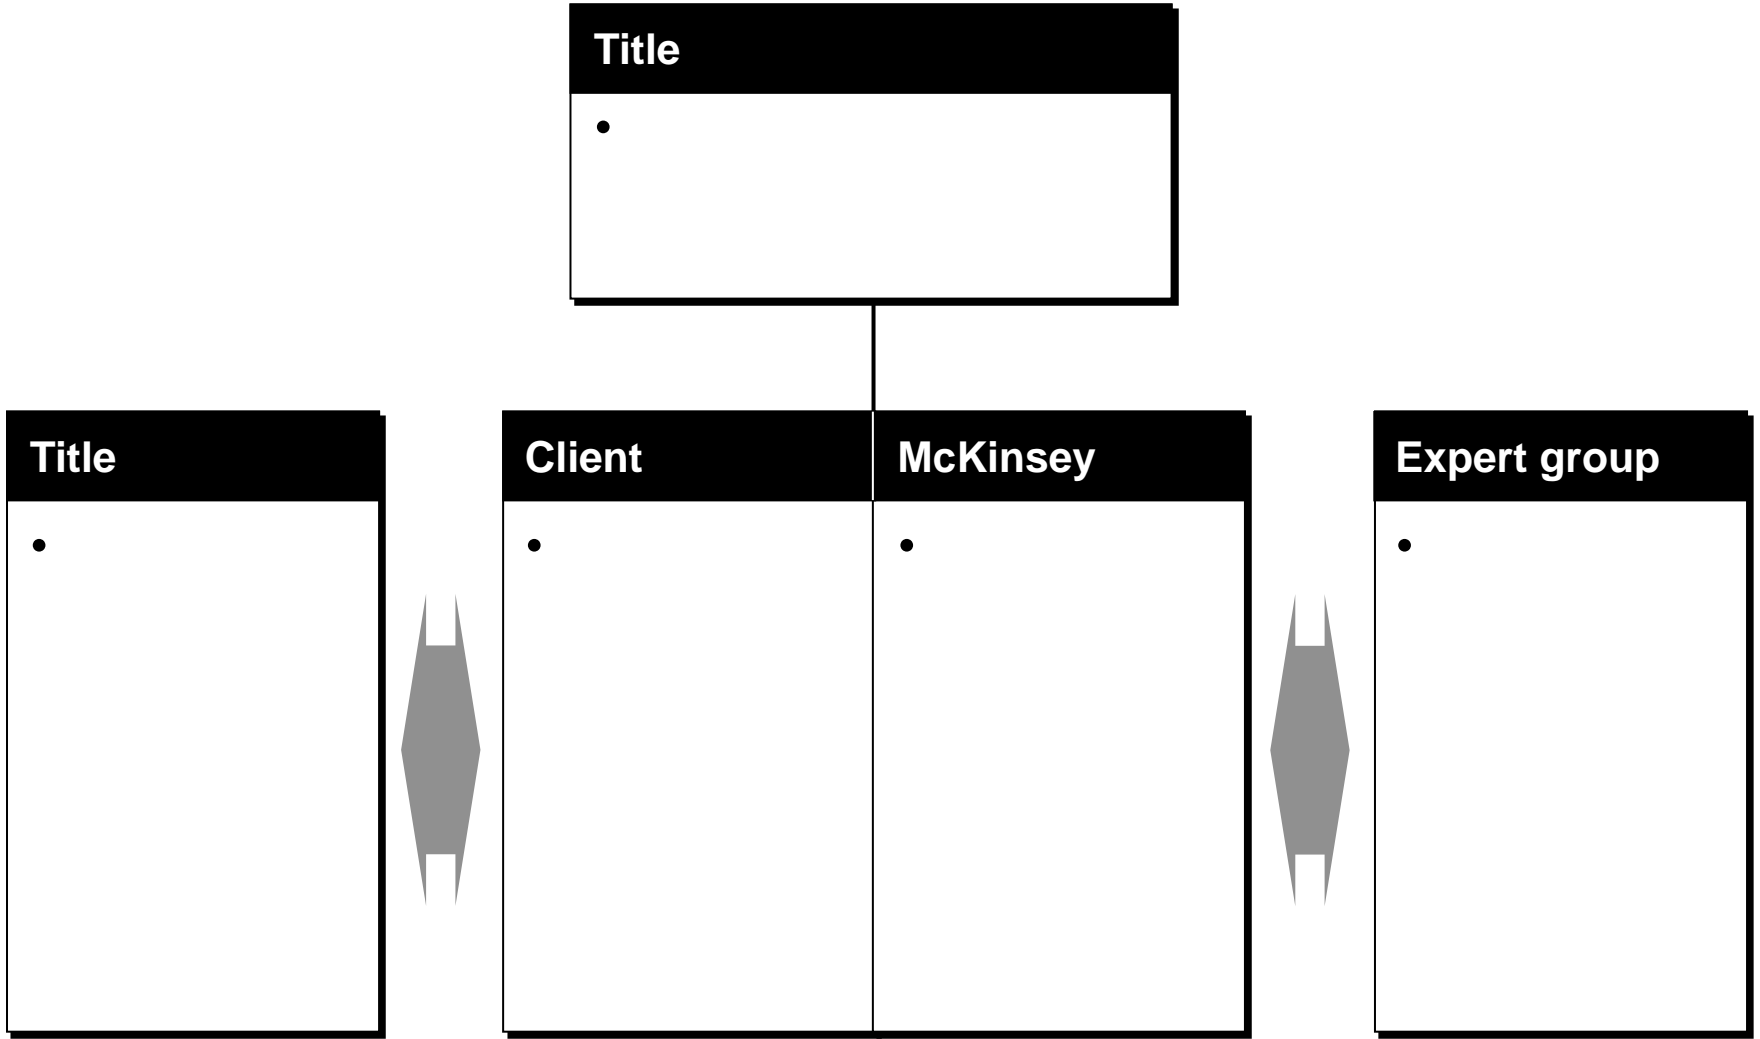 Title
•
Title
•
Client
•
McKinsey
•
Expert group
•